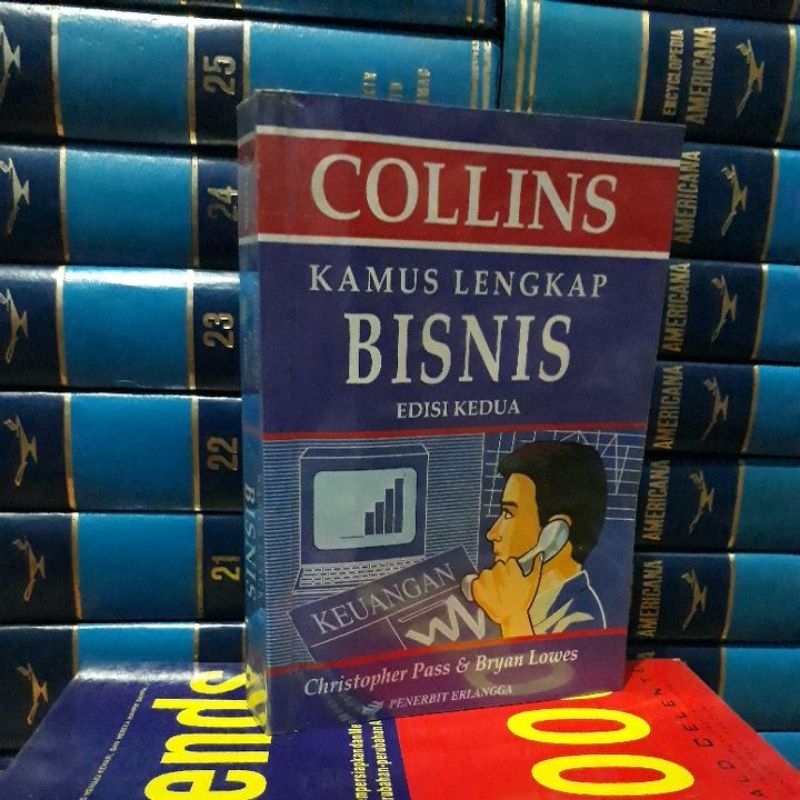 COLLINS
KAMUS LENGKAP
BISNIS
EDISI KEDUA
KEUANGAN
Christopher Pass & Bryan Lowes
PENERBIT ERLANGGA
BISNIS
25
24
23
22
21
ENCYCLOPEDIA
AMERICANA
AMERICANA
AMERICANA
AMERICANA
AMERICANA
AMERICANA
ends